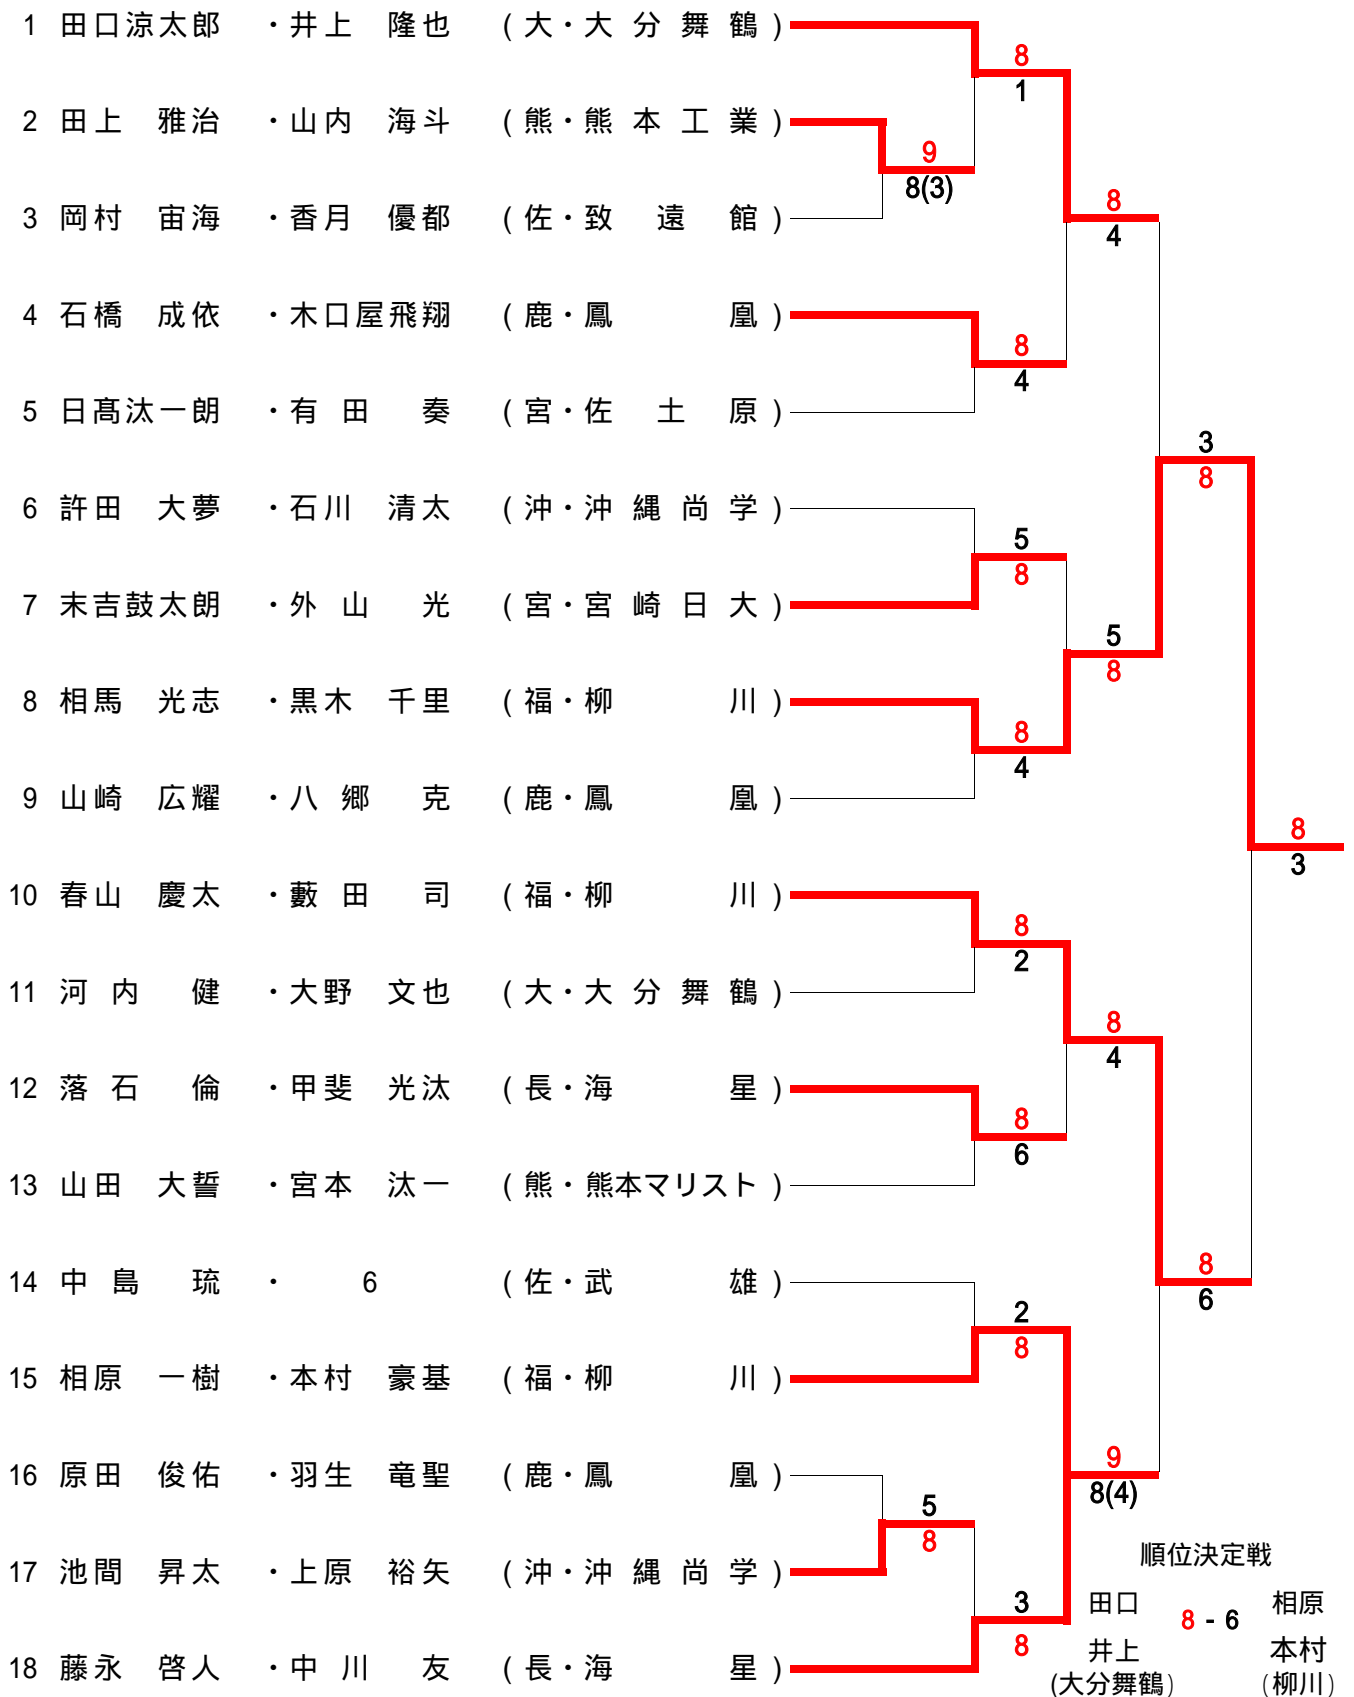 1 田口涼太郎 ・井上 隆也 (大・大分舞鶴)
8
1
2 田上 雅治 ・山内 海斗 (熊・熊本工業)
9
8(3)
3 岡村 宙海 ・香月 優都 (佐・致遠館)
8
4
4 石橋 成依 ・木口屋飛翔 (鹿・鳳凰)
8
4
5 日髙汰一朗 ・有田 奏 (宮・佐土原)
3
8
6 許田 大夢 ・石川 清太 (沖・沖縄尚学)
5
8
7 末吉鼓太朗 ・外山 光 (宮・宮崎日大)
5
8
8 相馬 光志 ・黒木 千里 (福・柳川)
8
4
9 山崎 広耀 ・八郷 克 (鹿・鳳凰)
8
3
10 春山 慶太 ・藪田 司 (福・柳川)
8
2
11 河内 健 ・大野 文也 (大・大分舞鶴)
8
4
12 落石 倫 ・甲斐 光汰 (長・海星)
8
6
13 山田 大誓 ・宮本 汰一 (熊・熊本マリスト)
14 中島 琉 ・ 6 (佐・武雄)
8
6
2
8
15 相原 一樹 ・本村 豪基 (福・柳川)
16 原田 俊佑 ・羽生 竜聖 (鹿・鳳凰)
9
8(4)
5
8
17 池間 昇太 ・上原 裕矢 (沖・沖縄尚学)
3
8
18 藤永 啓人 ・中川 友 (長・海星)
順位決定戦
田口 8 - 6 相原
井上 本村
(大分舞鶴) (柳川)